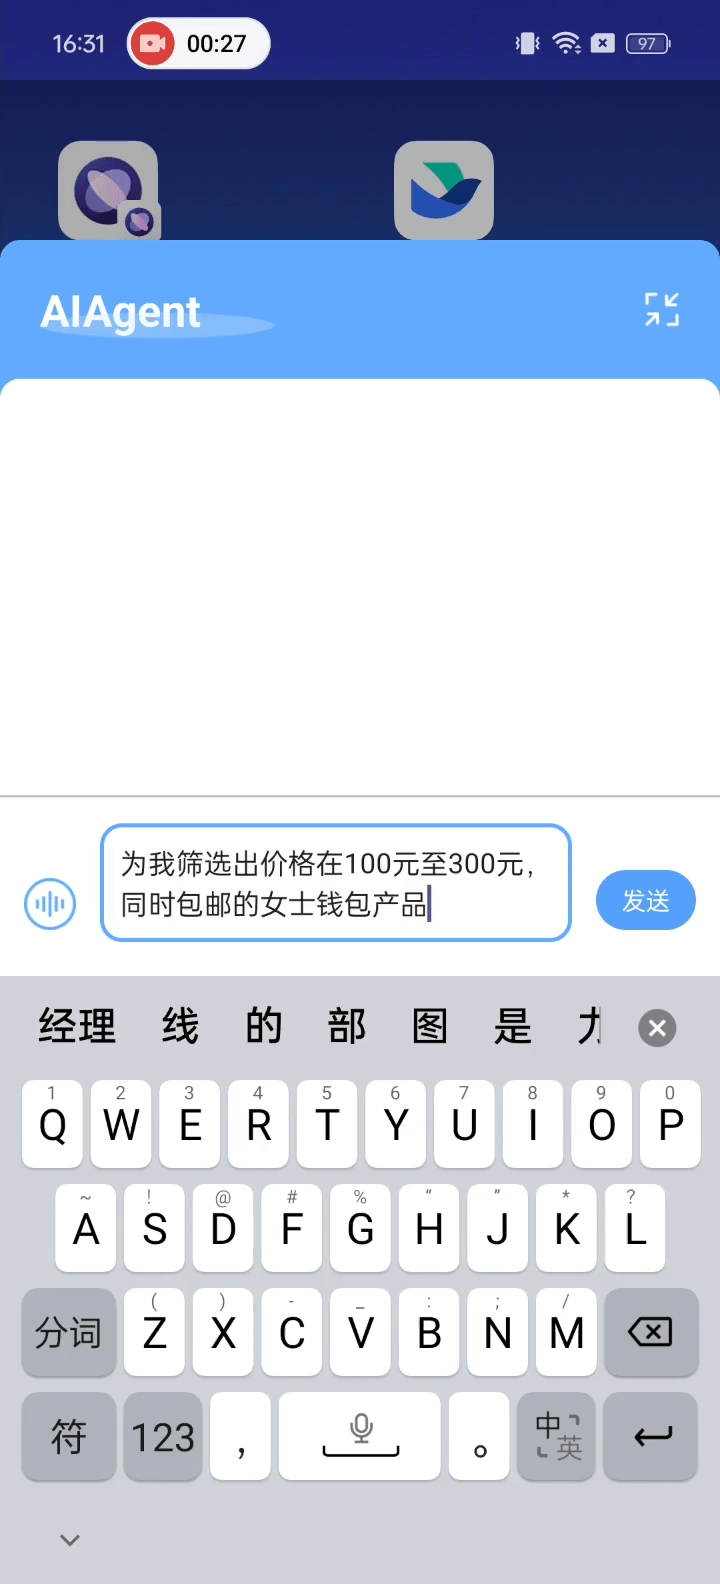 16:31
00:27
97
AIAgent
为我筛选出价格在100元至300元，
同时包邮的女士钱包产品
发送
经理 线 的 部 图 是
1 2 3 4 5 6 7 8 9 0
Q W E R T Y U I O P
~ ! @ # % “ ” * ?
A S D F G H J K L
( ) - _ : ; /
分词 Z X C V B N M
符 123 ， 。 中 英